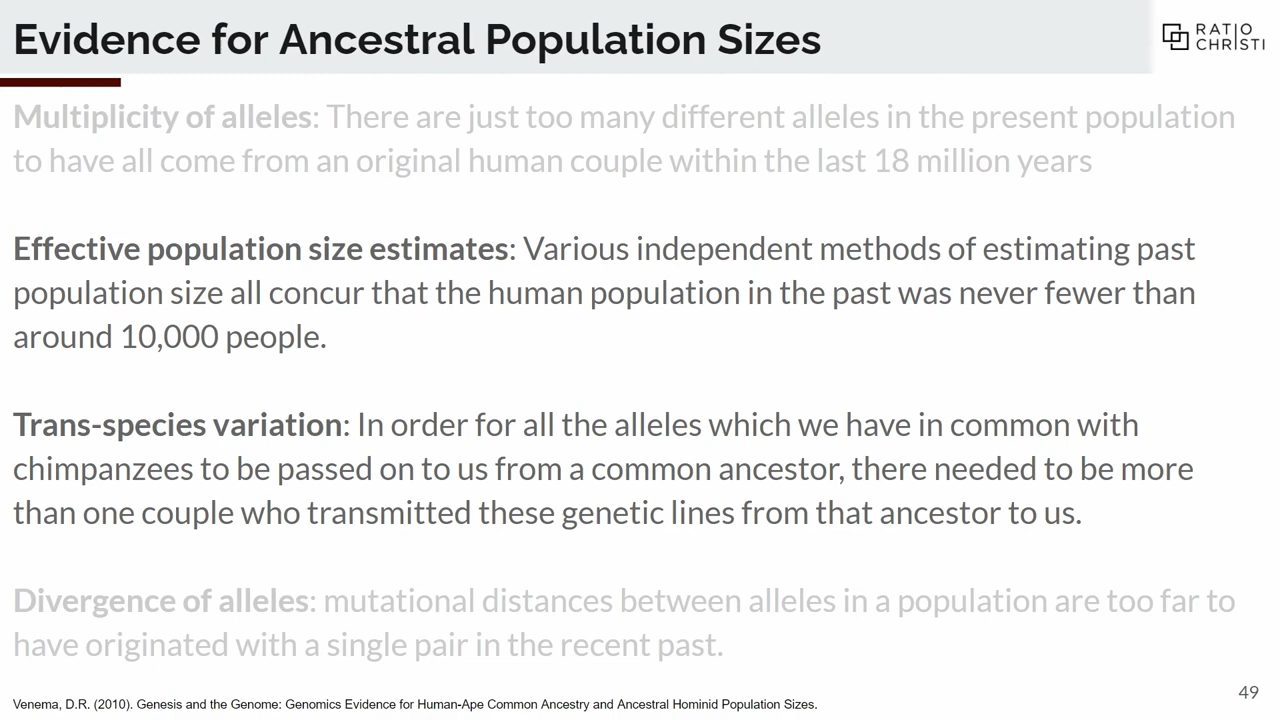 Evidence for Ancestral Population Sizes
RATIO
CHRISTI
Multiplicity of alleles: There are just too many different alleles in the present population
to have all come from an original human couple within the last 18 million years
Effective population size estimates: Various independent methods of estimating past
population size all concur that the human population in the past was never fewer than
around 10,000 people.
Trans-species variation: In order for all the alleles which we have in common with
chimpanzees to be passed on to us from a common ancestor, there needed to be more
than one couple who transmitted these genetic lines from that ancestor to us.
Divergence of alleles: mutational distances between alleles in a population are too far to
have originated with a single pair in the recent past.
Venema, D.R. (2010). Genesis and the Genome: Genomics Evidence for Human-Ape Common Ancestry and Ancestral Hominid Population Sizes.
49